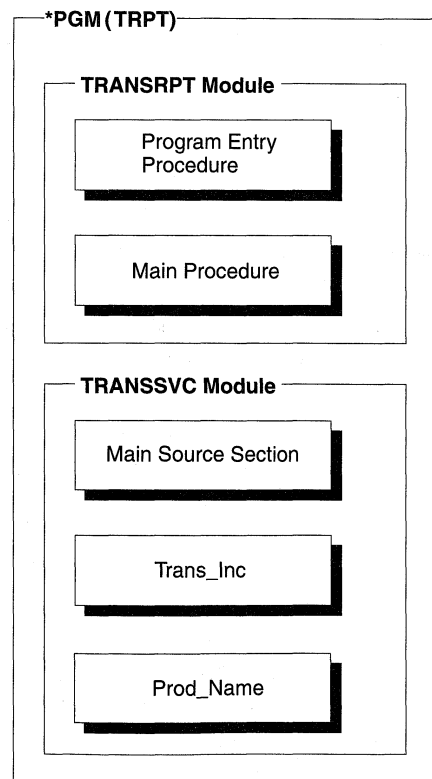 *PGM (TRPT)
TRANSRPT Module
Program Entry
Procedure
Main Procedure
TRANSSVC Module
Main Source Section
Trans_Inc
Prod_Name